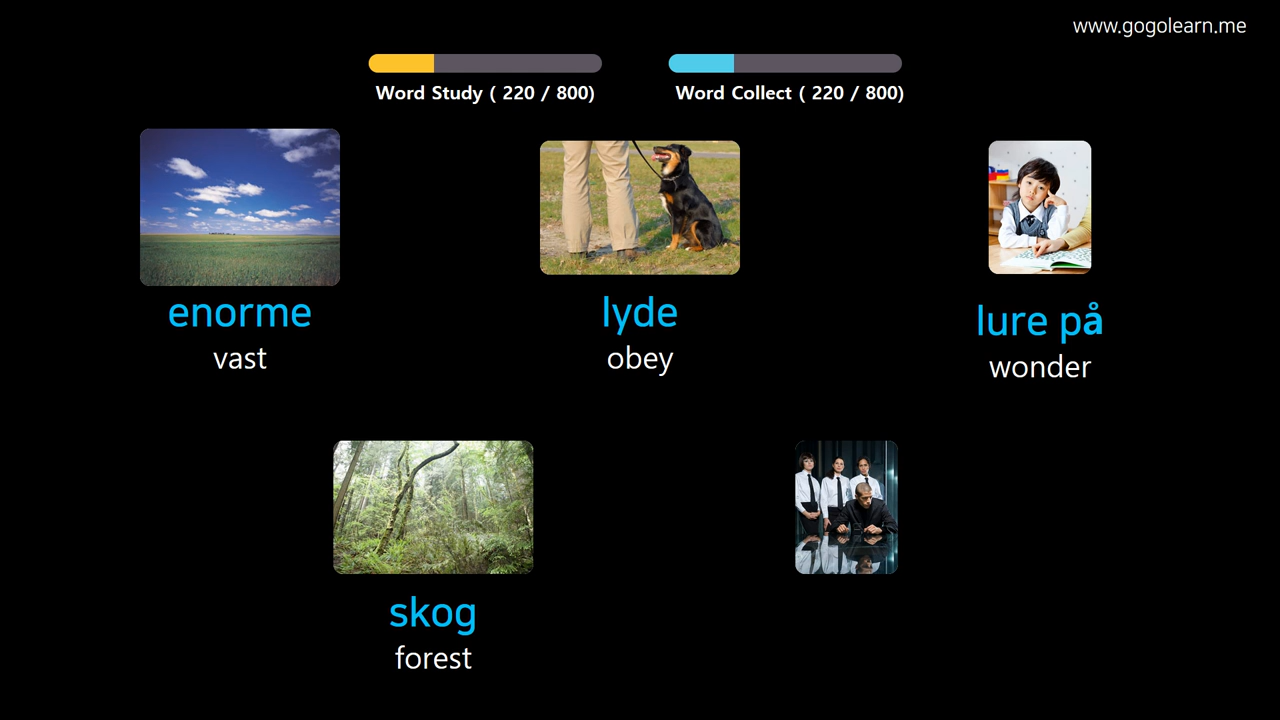 www.gogolearn.me
Word Study ( 220 / 800)
Word Collect ( 220 / 800)
enorme
vast
lyde
obey
lure på
wonder
skog
forest